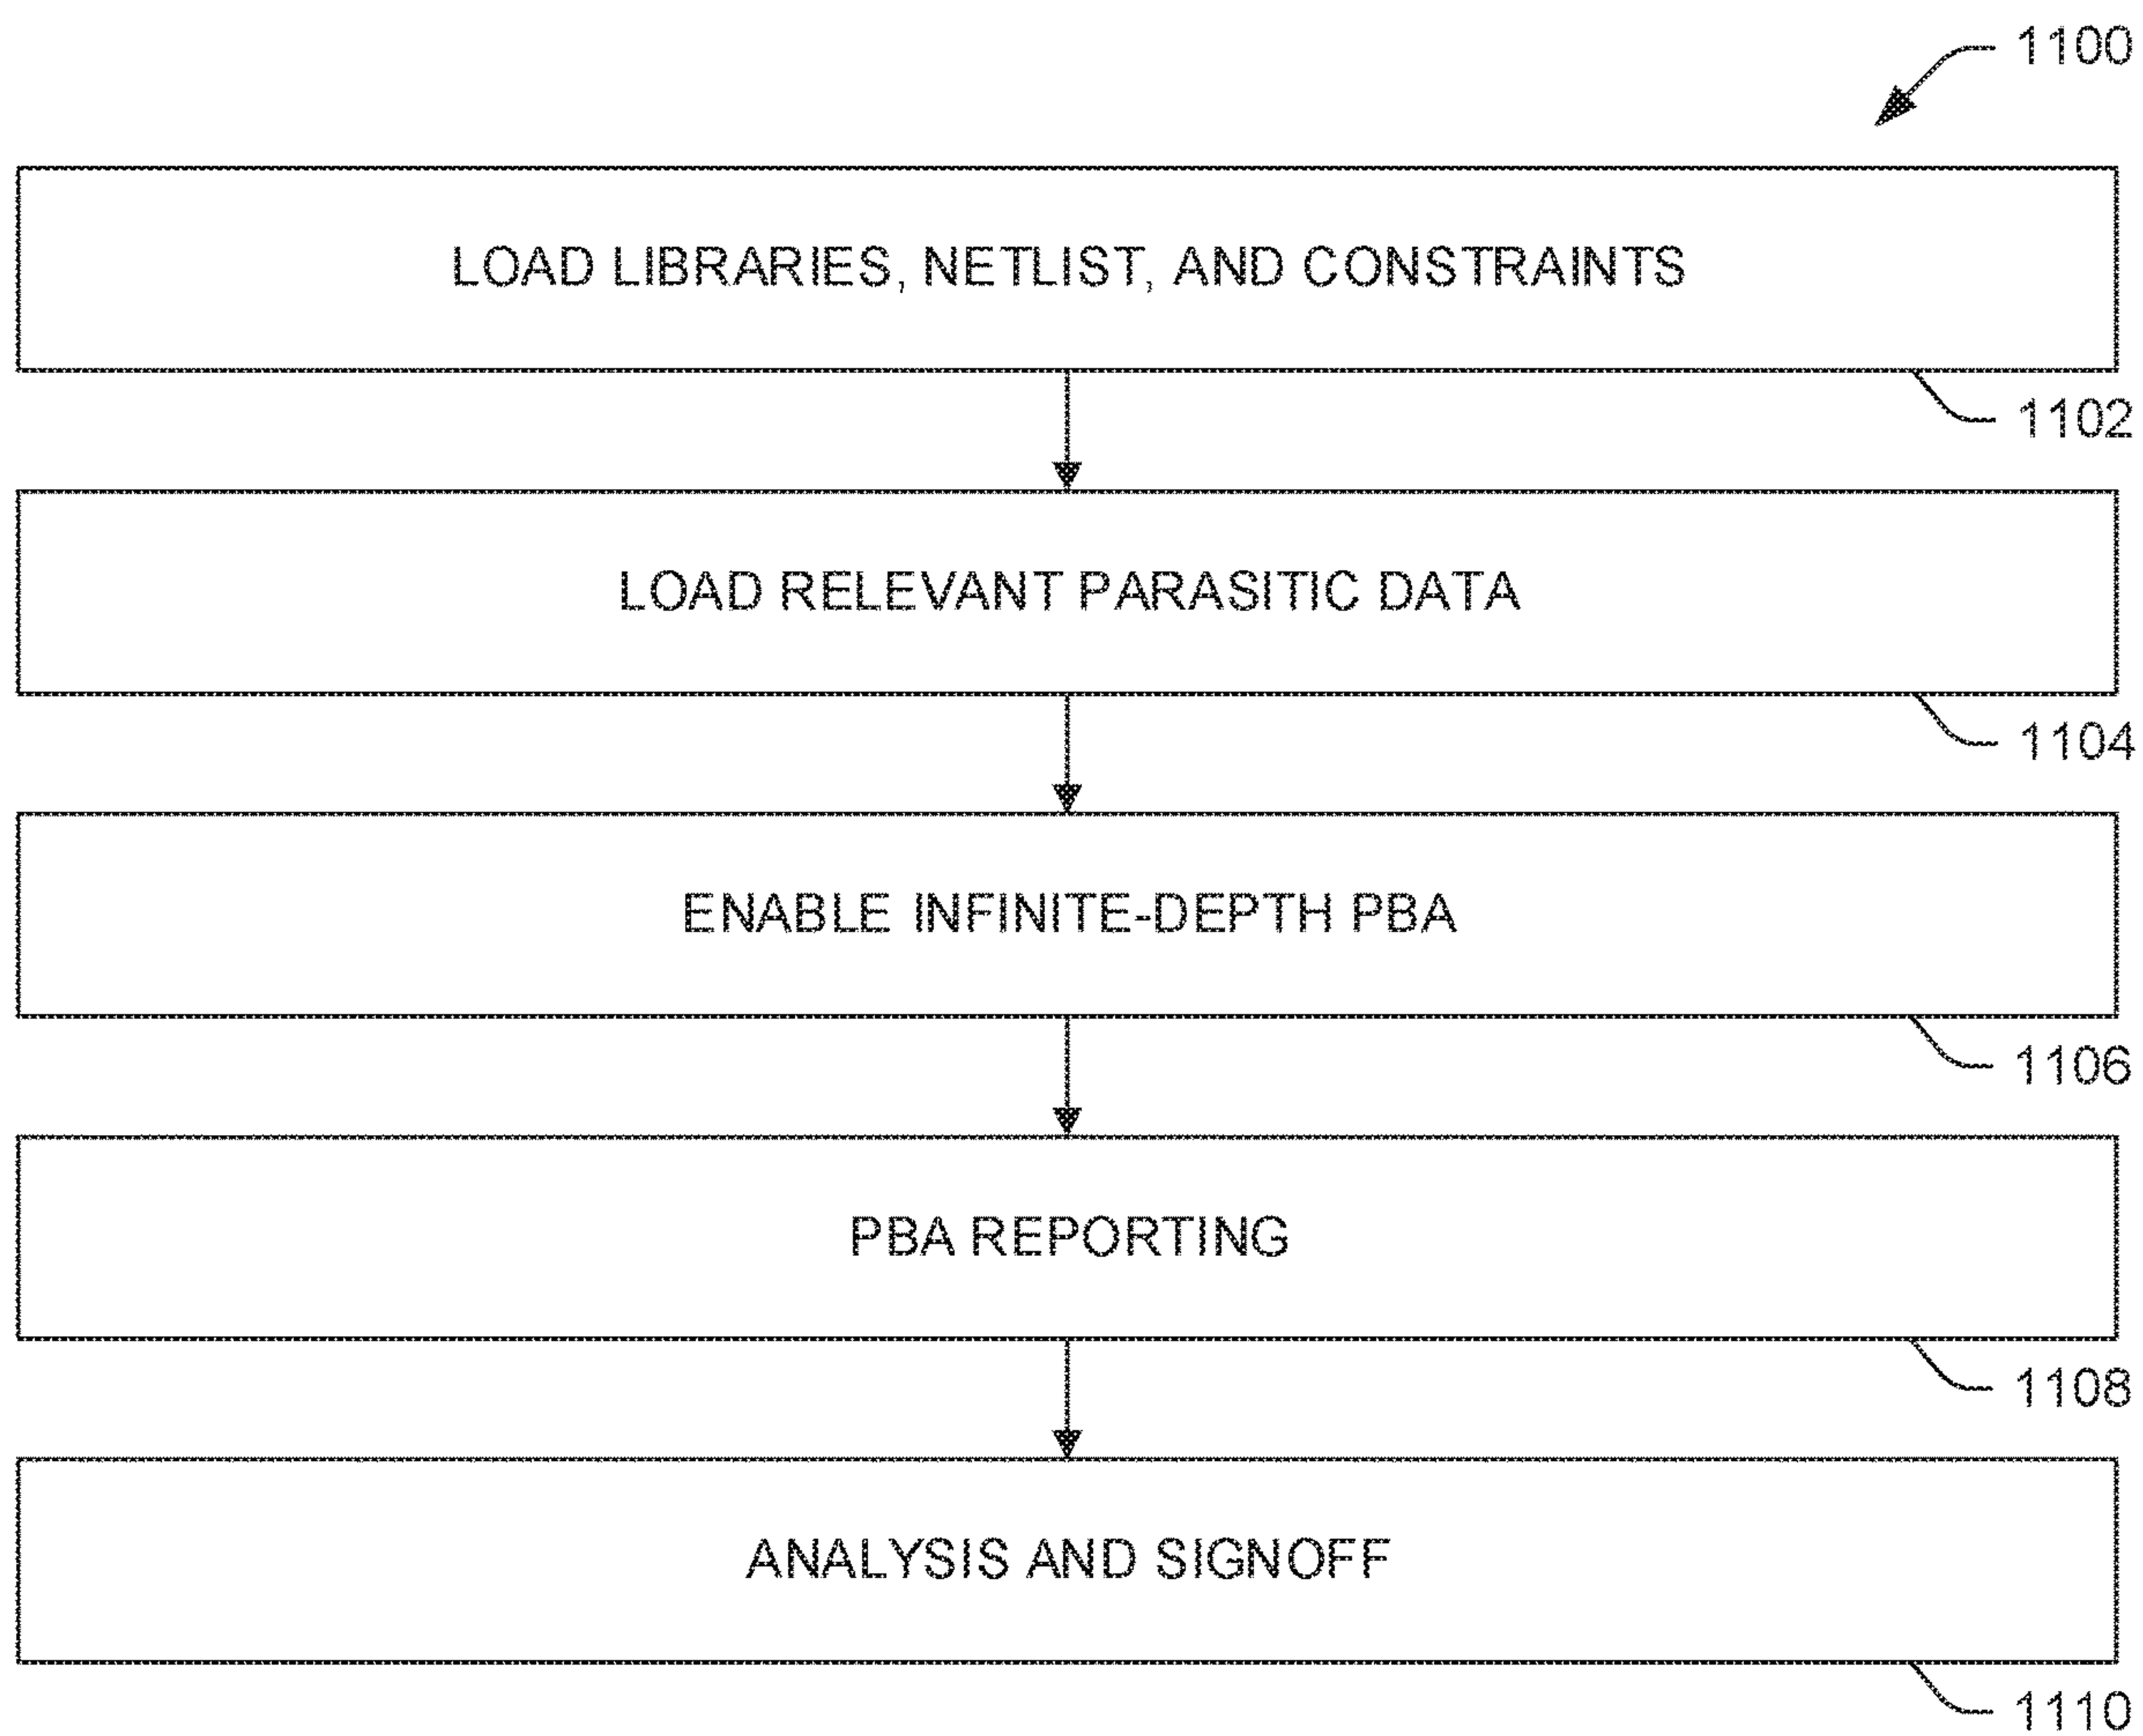 1100
LOAD LIBRARIES, NETLIST, AND CONSTRAINTS
1102
LOAD RELEVANT PARASITIC DATA
1104
ENABLE INFINITE-DEPTH PBA
1106
PBA REPORTING
1108
ANALYSIS AND SIGNOFF
1110